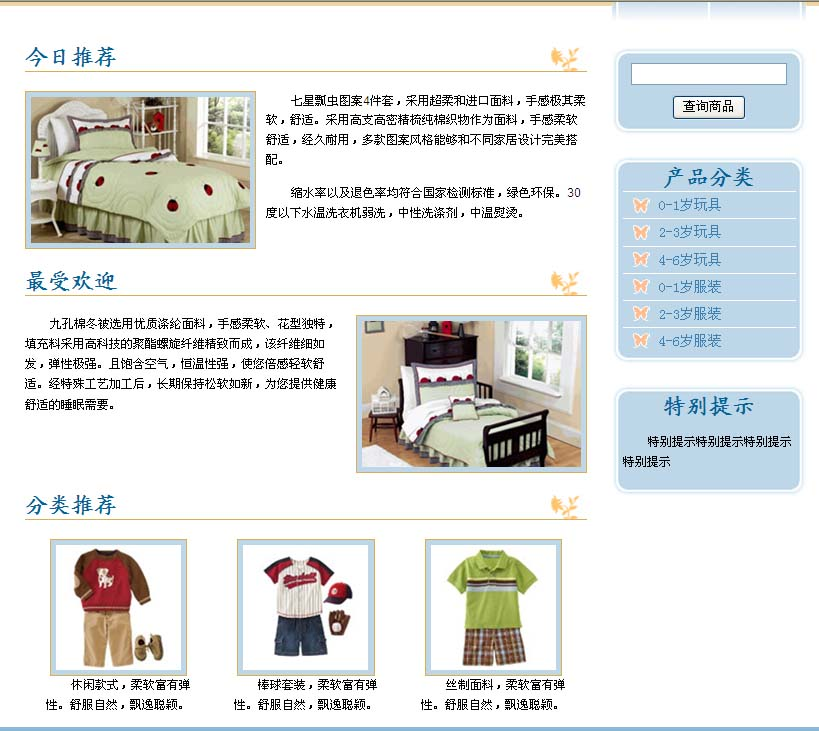 今日推荐
七星瓢虫图案4件套，采用超柔和进口面料，手感极其柔
软，舒适。采用高支高密精梳纯棉织物作为面料，手感柔软
舒适，经久耐用，多款图案风格能够和不同家居设计完美搭
配。
缩水率以及退色率均符合国家检测标准，绿色环保。30
度以下水温洗衣机弱洗，中性洗涤剂，中温熨烫。
最受欢迎
九孔棉冬被选用优质涤纶面料，手感柔软、花型独特，
填充料采用高科技的聚酯螺旋纤维精致而成，该纤维细如
发，弹性极强。且饱含空气，恒温性强，使您倍感轻软舒
适。经特殊工艺加工后，长期保持松软如新，为您提供健康
舒适的睡眠需要。
分类推荐
休闲款式，柔软富有弹
性。舒服自然，飘逸聪颖。
棒球套装，柔软富有弹
性。舒服自然，飘逸聪颖。
丝制面料，柔软富有弹
性。舒服自然，飘逸聪颖。
查询商品
产品分类
0-1岁玩具
2-3岁玩具
4-6岁玩具
0-1岁服装
2-3岁服装
4-6岁服装
特别提示
特别提示特别提示特别提示
特别提示